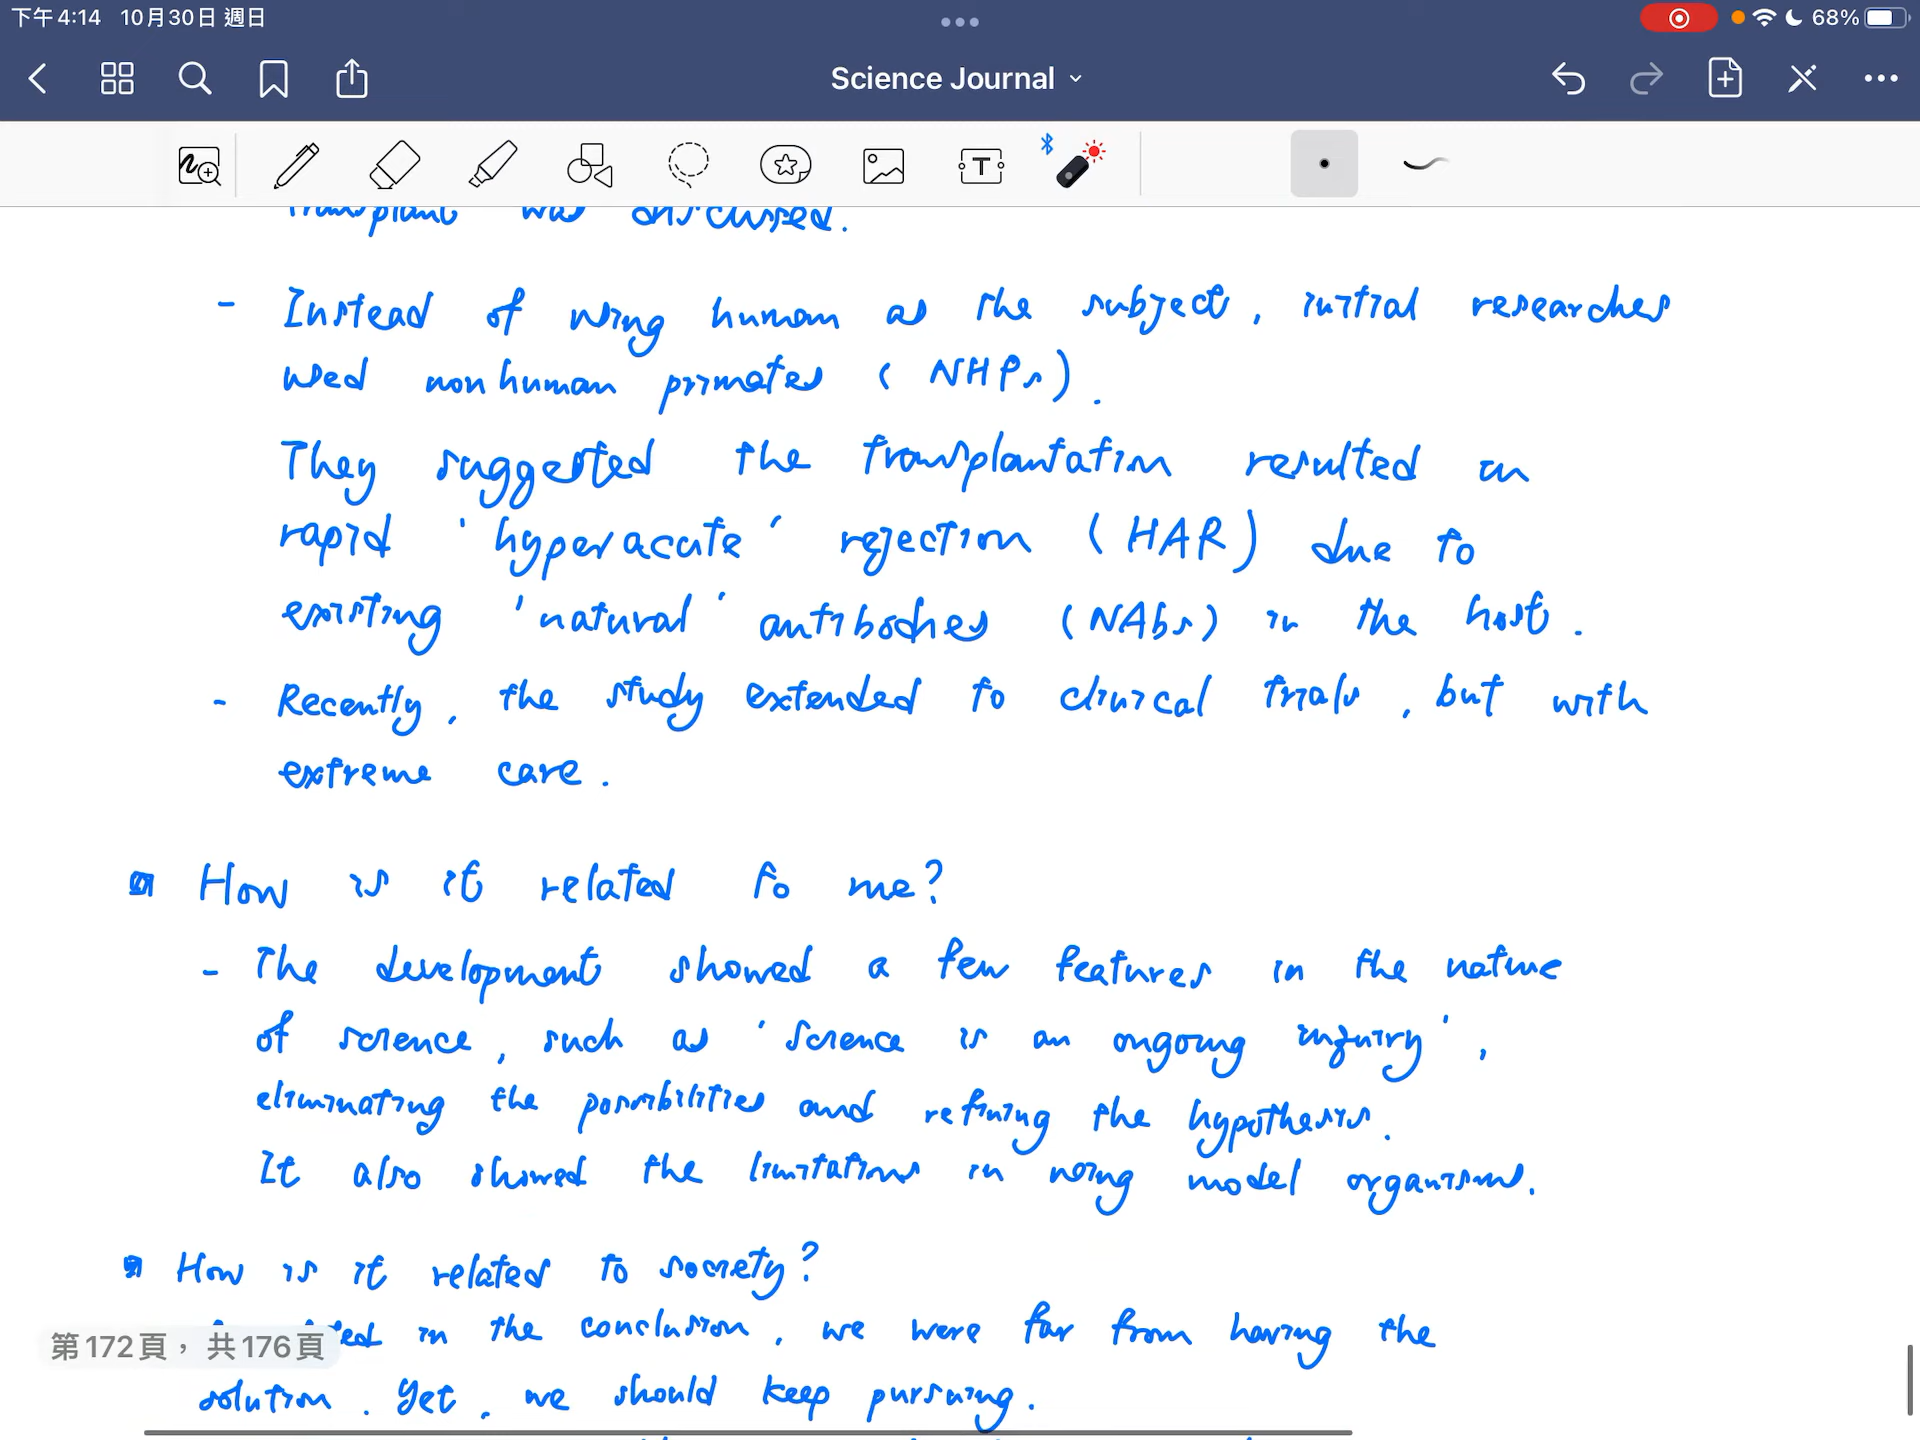 下午4:14 10月30日 週日
68%
Science Journal
T
transplant was discussed.
- Instead of using human as the subject, initial researches
used nonhuman primates (NHPs).
They suggested the transplantation resulted in
rapid 'hyperacute' rejection (HAR) due to
existing 'natural' antibodies (NAbs) in the host.
- Recently, the study extended to clinical trials, but with
extreme care.
How is it related to me?
- The development showed a few features in the nature
of science, such as 'Science is an ongoing inquiry',
eliminating the possibilities and refining the hypothesis.
It also showed the limitations in using model organisms.
How is it related to society?
in the conclusion, we were far from having the
第172頁，共176頁
solution. Yet, we should keep pursuing.